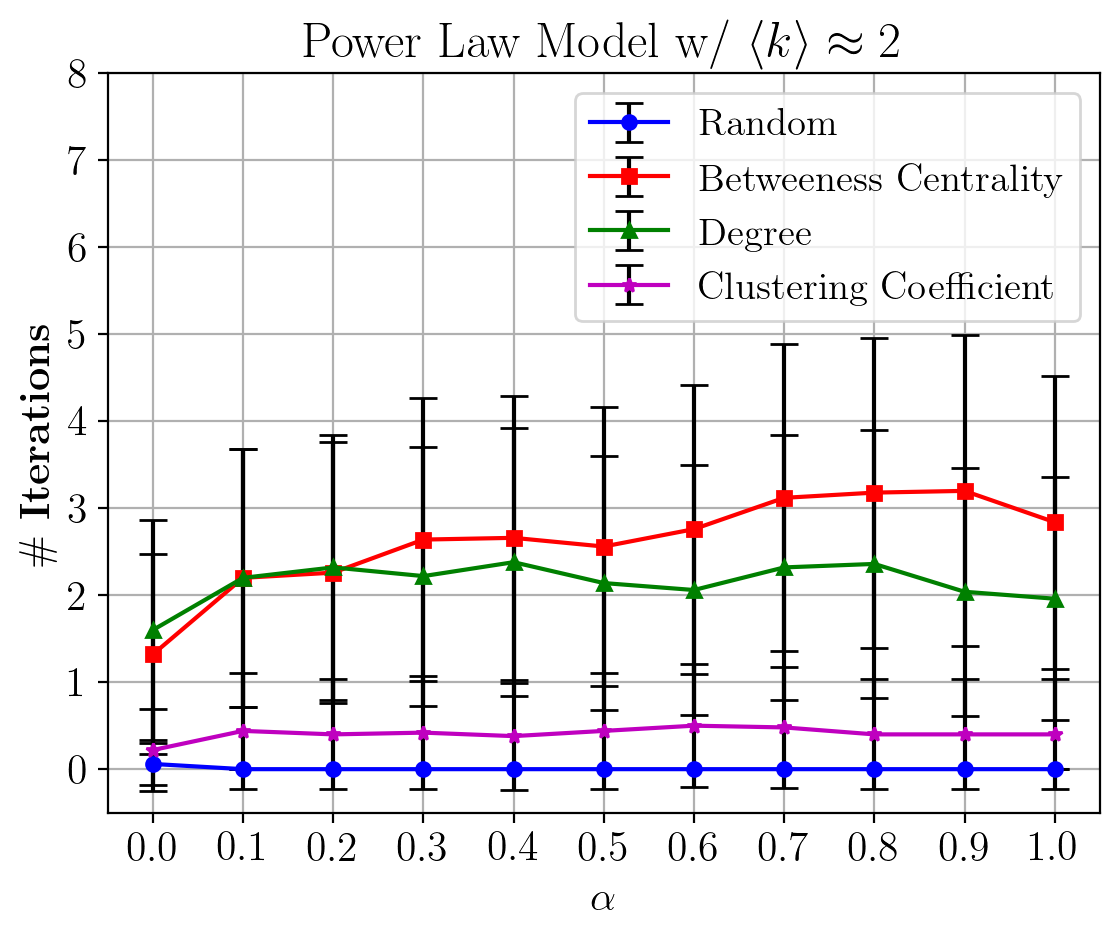 Power Law Model w/ ⟨k⟩ ≈ 2
8
7
6
5
4
3
2
1
0
# Iterations
Random
Betweeness Centrality
Degree
Clustering Coefficient
0.0 0.1 0.2 0.3 0.4 0.5 0.6 0.7 0.8 0.9 1.0
α